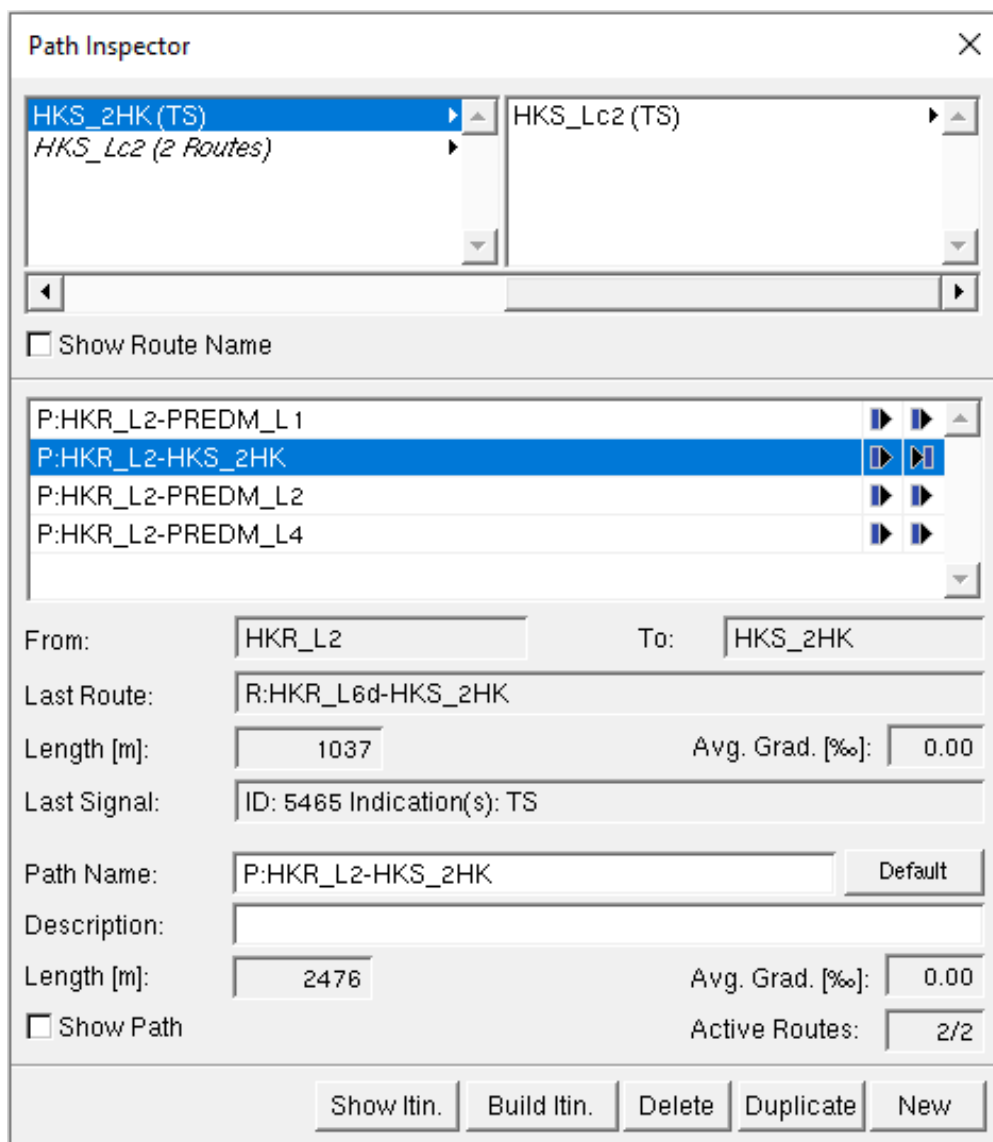 Path Inspector
HKS_2HK (TS) HKS_Lc2 (TS)
HKS_Lc2 (2 Routes)
Show Route Name
P:HKR_L2-PREDM_L1
P:HKR_L2-HKS_2HK
P:HKR_L2-PREDM_L2
P:HKR_L2-PREDM_L4
From: HKR_L2 To: HKS_2HK
Last Route: R:HKR_L6d-HKS_2HK
Length [m]: 1037 Avg. Grad. [‰]: 0.00
Last Signal: ID: 5465 Indication(s): TS
Path Name: P:HKR_L2-HKS_2HK Default
Description:
Length [m]: 2476 Avg. Grad. [‰]: 0.00
Show Path Active Routes: 2/2
Show Itin. Build Itin. Delete Duplicate New